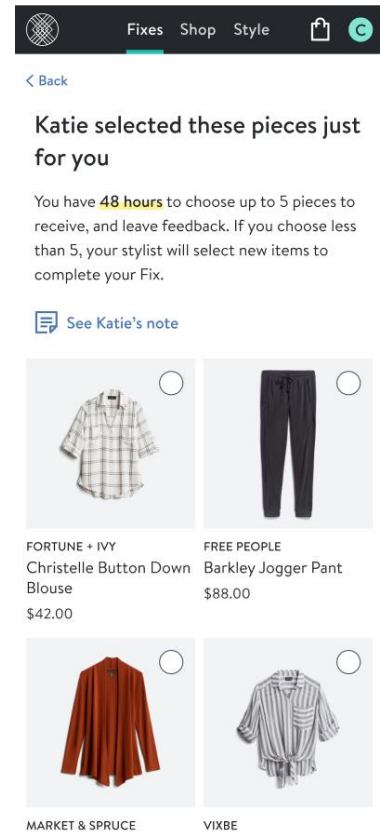 Fixes Shop Style C
Back
Katie selected these pieces just
for you
You have 48 hours to choose up to 5 pieces to
receive, and leave feedback. If you choose less
than 5, your stylist will select new items to
complete your Fix.
See Katie's note
FORTUNE + IVY
Christelle Button Down
Blouse
$42.00
FREE PEOPLE
Barkley Jogger Pant
$88.00
MARKET & SPRUCE
VIXBE